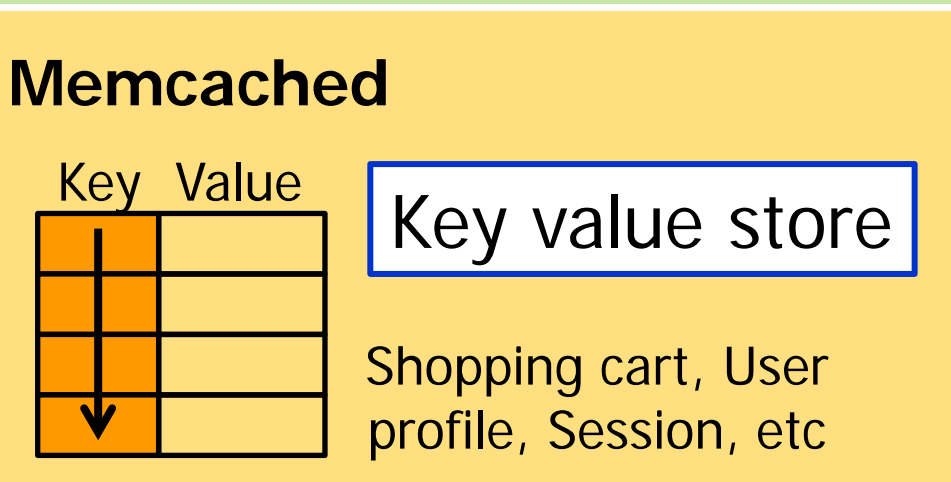 Memcached
Key Value
Key value store
Shopping cart, User
profile, Session, etc